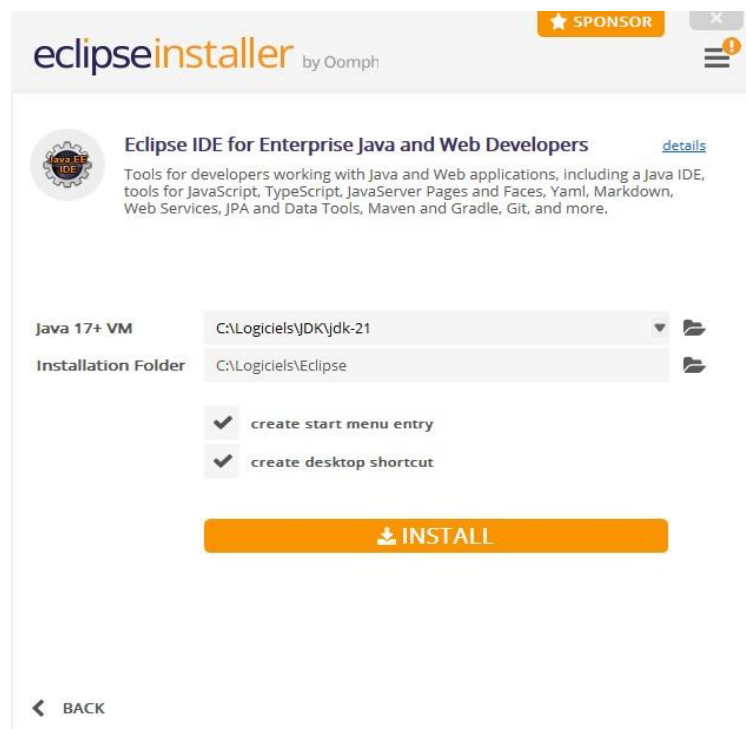 SPONSOR
eclipseinstaller by Oomph
Java EE
IDE
Eclipse IDE for Enterprise Java and Web Developers details
Tools for developers working with Java and Web applications, including a Java IDE,
tools for JavaScript, TypeScript, JavaServer Pages and Faces, Yaml, Markdown,
Web Services, JPA and Data Tools, Maven and Gradle, Git, and more.
Java 17+ VM C:\Logiciels\JDK\jdk-21
Installation Folder C:\Logiciels\Eclipse
create start menu entry
create desktop shortcut
INSTALL
BACK